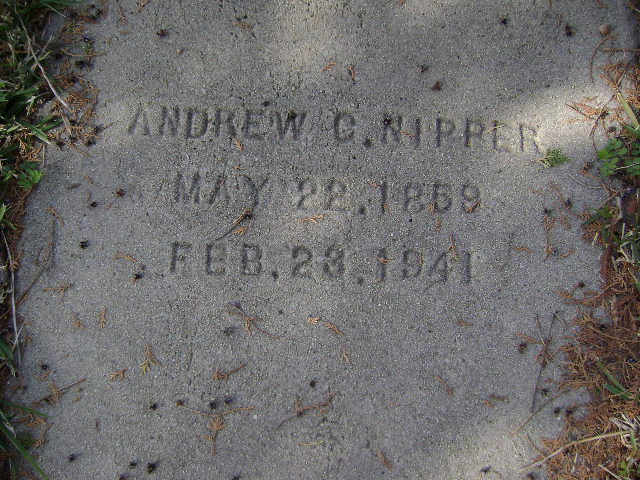 ANDREW C. NIPPER
MAY 22, 1859
FEB. 23, 1941